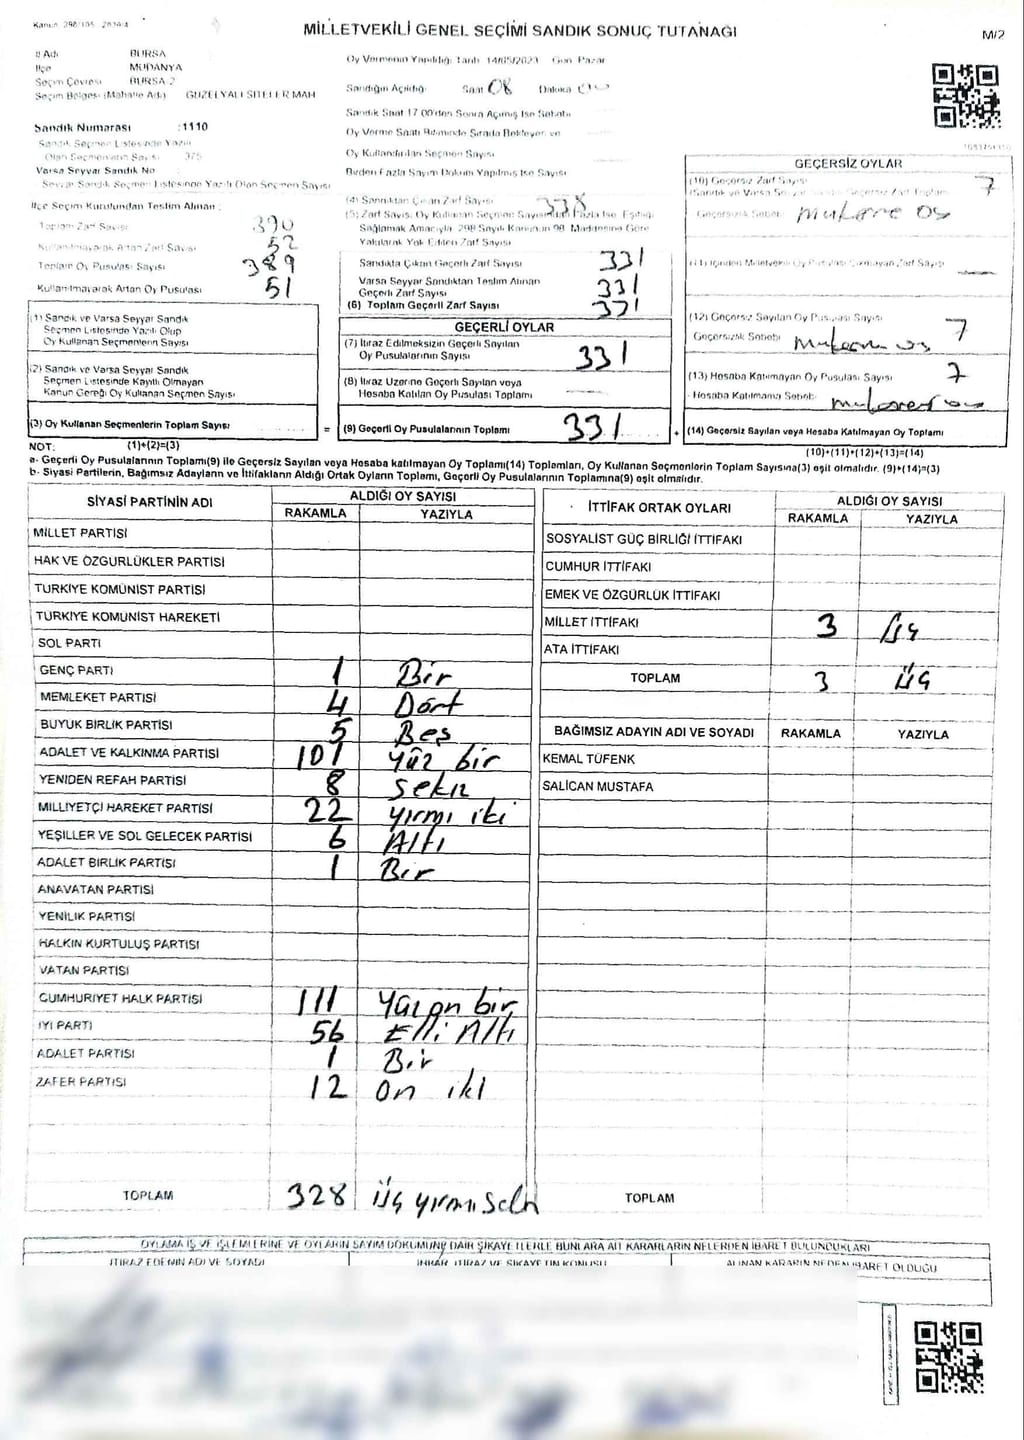 Kanun 298/105
MİLLETVEKİLİ GENEL SEÇİMİ SANDIK SONUÇ TUTANAĞI
M/2
İl Adı BURSA
İlçe MUDANYA
Seçim Çevresi BURSA 2
Seçim Bölgesi (Mahalle Adı) GÜZELYALI SİTELER MAH
Sandık Numarası :1110
Sandık Seçmen Listesinde Yazılı
Olan Seçmenlerin Sayısı 375
Varsa Seyyar Sandık No
Seyyar Sandık Seçmen Listesinde Yazılı Olan Seçmen Sayısı
İlçe Seçim Kurulundan Teslim Alınan :
Toplam Zarf Sayısı 390
Kullanılmayarak Artan Zarf Sayısı 52
Toplam Oy Pusulası Sayısı 389
Kullanılmayarak Artan Oy Pusulası 51
Oy Vermenin Yapıldığı Tarih 14/05/2023 Gün Pazar
Sandığın Açıldığı Saat 08 Dakika 00
Sandık Saat 17.00'den Sonra Açılmış İse Sebebi
Oy Verme Saati Bitiminde Sırada Bekleyen ve
Oy Kullandırılan Seçmen Sayısı
Birden Fazla Sayım Döküm Yapılmış İse Sayısı
(4) Sandıktan Çıkan Zarf Sayısı 338
(5) Zarf Sayısı Oy Kullanan Seçmen Sayısından Fazla İse, Eşitliği
Sağlamak Amacıyla 298 Sayılı Kanunun 98. Maddesine Göre
Yakılarak Yok Edilen Zarf Sayısı
Sandıkta Çıkan Geçerli Zarf Sayısı 331
Varsa Seyyar Sandıktan Teslim Alınan
Geçerli Zarf Sayısı 331
(6) Toplam Geçerli Zarf Sayısı 331
GEÇERSİZ OYLAR
(10) Geçersiz Zarf Sayısı 7
Geçersizlik Sebebi
(11) İçinden Milletvekili Oy Pusulası Çıkmayan Zarf Sayısı
(12) Geçersiz Sayılan Oy Pusulası Sayısı 7
Geçersizlik Sebebi
(13) Hesaba Katılmayan Oy Pusulası Sayısı 7
Hesaba Katılmama Sebebi
(14) Geçersiz Sayılan veya Hesaba Katılmayan Oy Toplamı
(10)+(11)+(12)+(13)=(14)
(1) Sandık ve Varsa Seyyar Sandık
Seçmen Listesinde Yazılı Olup
Oy Kullanan Seçmenlerin Sayısı
(2) Sandık ve Varsa Seyyar Sandık
Seçmen Listesinde Kayıtlı Olmayan
Kanun Gereği Oy Kullanan Seçmen Sayısı
(3) Oy Kullanan Seçmenlerin Toplam Sayısı =
(1)+(2)=(3)
GEÇERLİ OYLAR
(7) İtiraz Edilmeksizin Geçerli Sayılan
Oy Pusulalarının Sayısı 331
(8) İtiraz Üzerine Geçerli Sayılan veya
Hesaba Katılan Oy Pusulası Toplamı
(9) Geçerli Oy Pusulalarının Toplamı 331 +
NOT:
a- Geçerli Oy Pusulalarının Toplamı(9) ile Geçersiz Sayılan veya Hesaba katılmayan Oy Toplamı(14) Toplamları, Oy Kullanan Seçmenlerin Toplam Sayısına(3) eşit olmalıdır. (9)+(14)=(3)
b- Siyasi Partilerin, Bağımsız Adayların ve İttifakların Aldığı Ortak Oyların Toplamı, Geçerli Oy Pusulalarının Toplamına(9) eşit olmalıdır.
SİYASİ PARTİNİN ADI ALDIĞI OY SAYISI
RAKAMLA YAZIYLA
MİLLET PARTİSİ
HAK VE ÖZGÜRLÜKLER PARTİSİ
TÜRKİYE KOMÜNİST PARTİSİ
TÜRKİYE KOMÜNİST HAREKETİ
SOL PARTİ
GENÇ PARTİ 1 Bir
MEMLEKET PARTİSİ 4 Dört
BÜYÜK BİRLİK PARTİSİ 5 Beş
ADALET VE KALKINMA PARTİSİ 101 yüz bir
YENİDEN REFAH PARTİSİ 8 sekiz
MİLLİYETÇİ HAREKET PARTİSİ 22 yirmi iki
YEŞİLLER VE SOL GELECEK PARTİSİ 6 Altı
ADALET BİRLİK PARTİSİ 1 Bir
ANAVATAN PARTİSİ
YENİLİK PARTİSİ
HALKIN KURTULUŞ PARTİSİ
VATAN PARTİSİ
CUMHURİYET HALK PARTİSİ 111 yüz on bir
İYİ PARTİ 56 Elli Altı
ADALET PARTİSİ 1 Bir
ZAFER PARTİSİ 12 on iki
TOPLAM 328
İTTİFAK ORTAK OYLARI ALDIĞI OY SAYISI
RAKAMLA YAZIYLA
SOSYALİST GÜÇ BİRLİĞİ İTTİFAKI
CUMHUR İTTİFAKI
EMEK VE ÖZGÜRLÜK İTTİFAKI
MİLLET İTTİFAKI 3 üç
ATA İTTİFAKI
TOPLAM 3 üç
BAĞIMSIZ ADAYIN ADI VE SOYADI RAKAMLA YAZIYLA
KEMAL TÜFENK
SALİCAN MUSTAFA
TOPLAM
OYLAMA İŞ VE İŞLEMLERİNE VE OYLARIN SAYIM DÖKÜMÜNE DAİR ŞİKAYETLERLE BUNLARA AİT KARARLARIN NELERDEN İBARET BULUNDUKLARI
İTİRAZ EDENİN ADI VE SOYADI İHBAR, İTİRAZ VE ŞİKAYETİN KONUSU ALINAN KARARIN NEDEN İBARET OLDUĞU